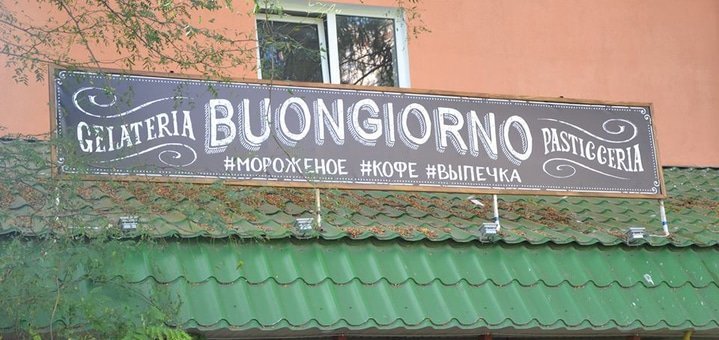 GELATERIA BUONGIORNO PASTICCERIA
#МОРОЖЕНОЕ #КОФЕ #ВЫПЕЧКА